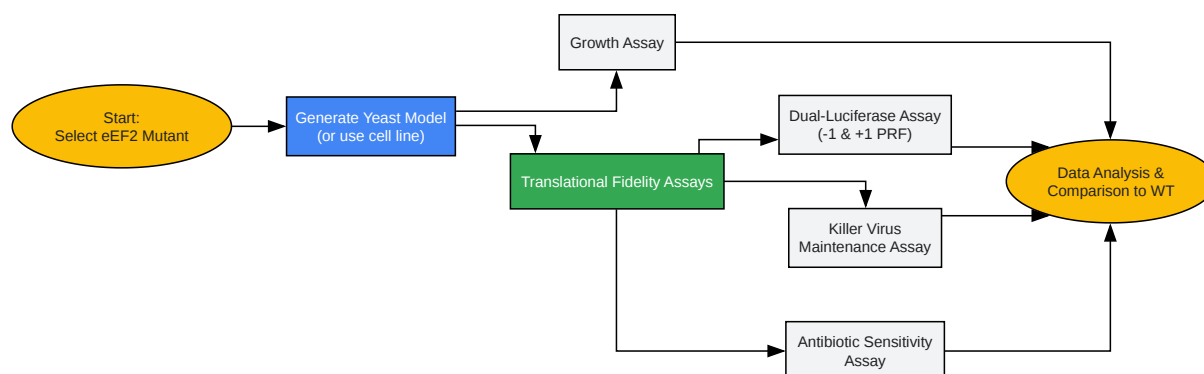 Start:
Select eEF2 Mutant
Generate Yeast Model
(or use cell line)
Growth Assay
Translational Fidelity Assays
Dual-Luciferase Assay
(-1 & +1 PRF)
Killer Virus
Maintenance Assay
Antibiotic Sensitivity
Assay
Data Analysis &
Comparison to WT